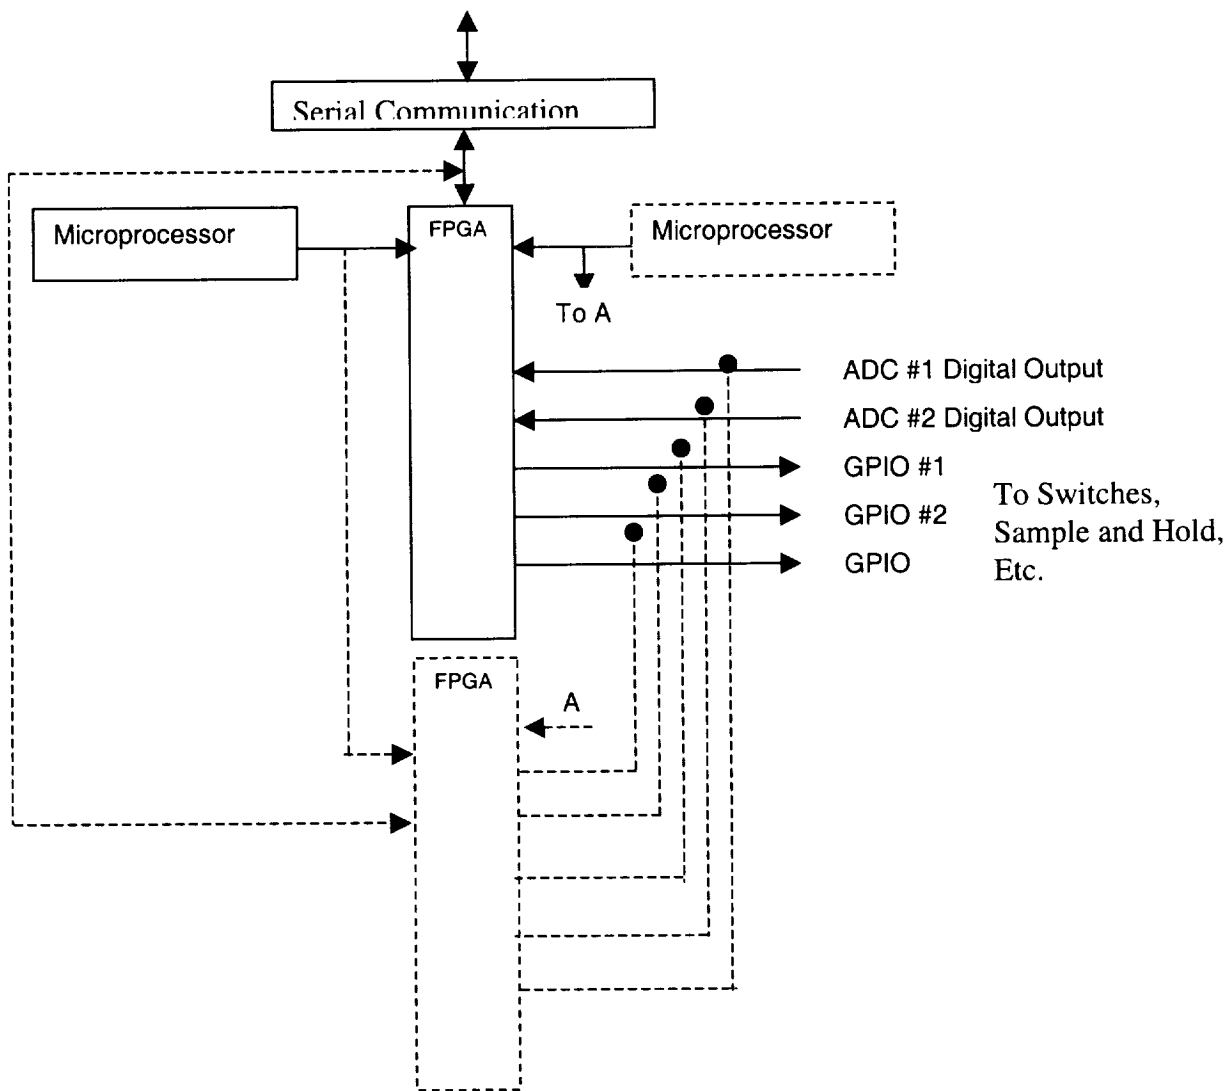 Serial Communication
Microprocessor
FPGA
Microprocessor
To A
ADC #1 Digital Output
ADC #2 Digital Output
GPIO #1
GPIO #2
GPIO
To Switches,
Sample and Hold,
Etc.
FPGA
A